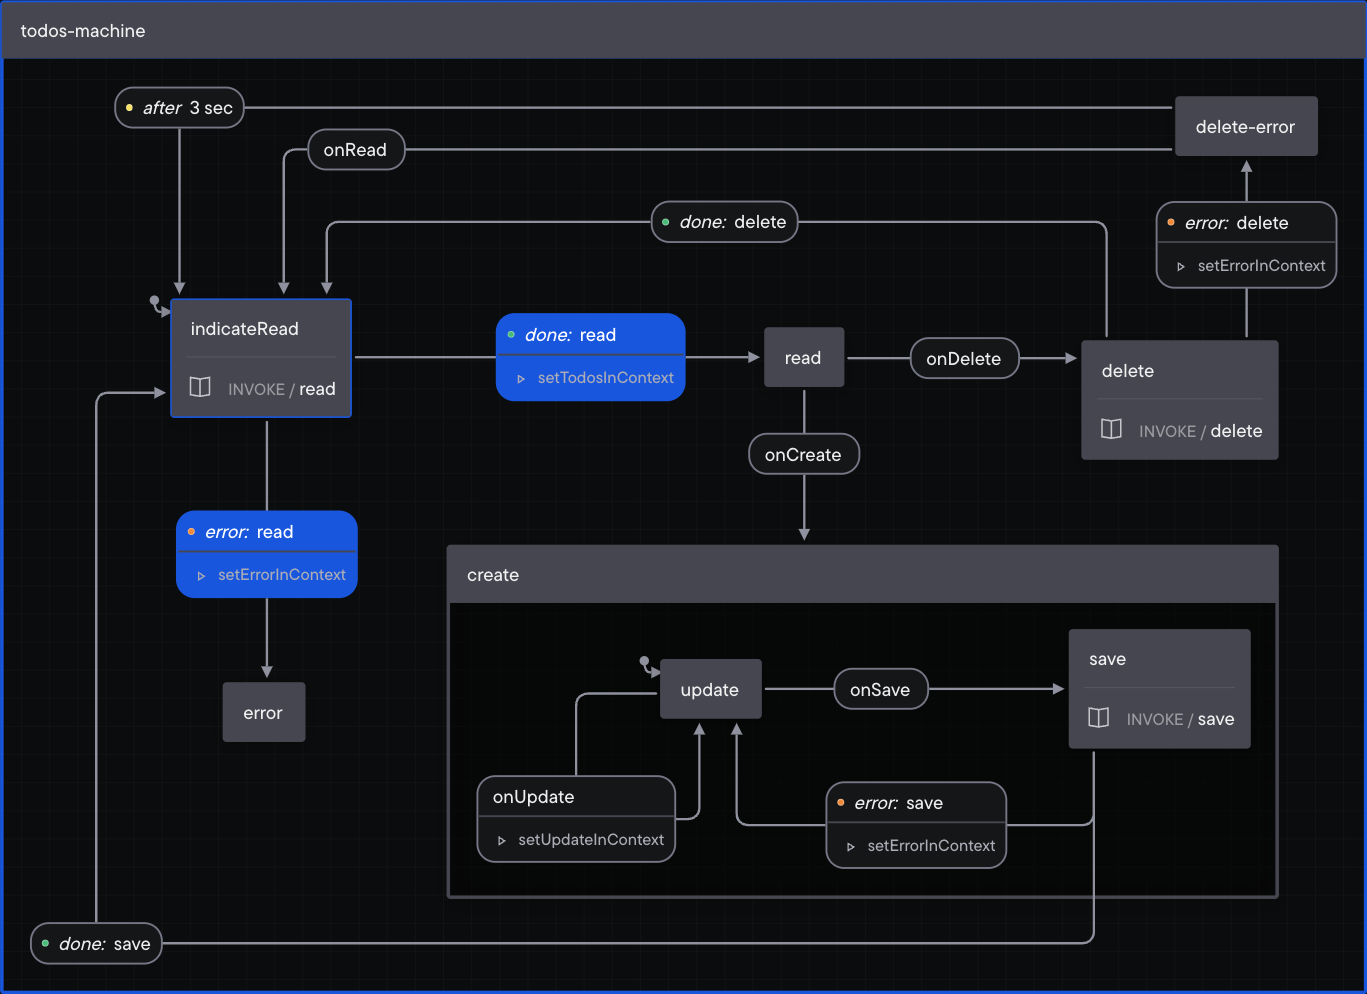 todos-machine
after 3 sec
delete-error
onRead
done: delete
error: delete
setErrorInContext
indicateRead
INVOKE / read
done: read
setTodosInContext
read
onDelete
delete
INVOKE / delete
onCreate
error: read
setErrorInContext
create
error
update
onSave
save
INVOKE / save
onUpdate
setUpdateInContext
error: save
setErrorInContext
done: save